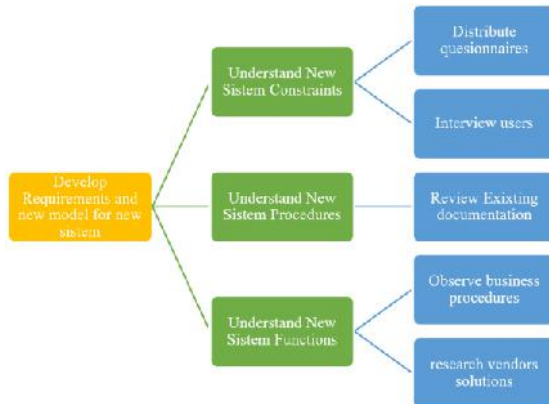 Develop
Requirements and
new model for new
sistem
Understand New
Sistem Constraints
Understand New
Sistem Procedures
Understand New
Sistem Functions
Distribute
quesionnaires
Interview users
Review Exixting
documentation
Observe business
procedures
research vendors
solutions